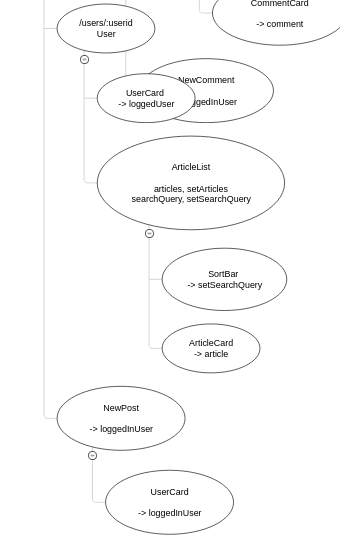 CommentCard
-> comment
/users/:userid
User
NewComment
UserCard
-> loggedUser
ggedInUser
ArticleList
articles, setArticles
searchQuery, setSearchQuery
SortBar
-> setSearchQuery
ArticleCard
-> article
NewPost
-> loggedInUser
UserCard
-> loggedInUser